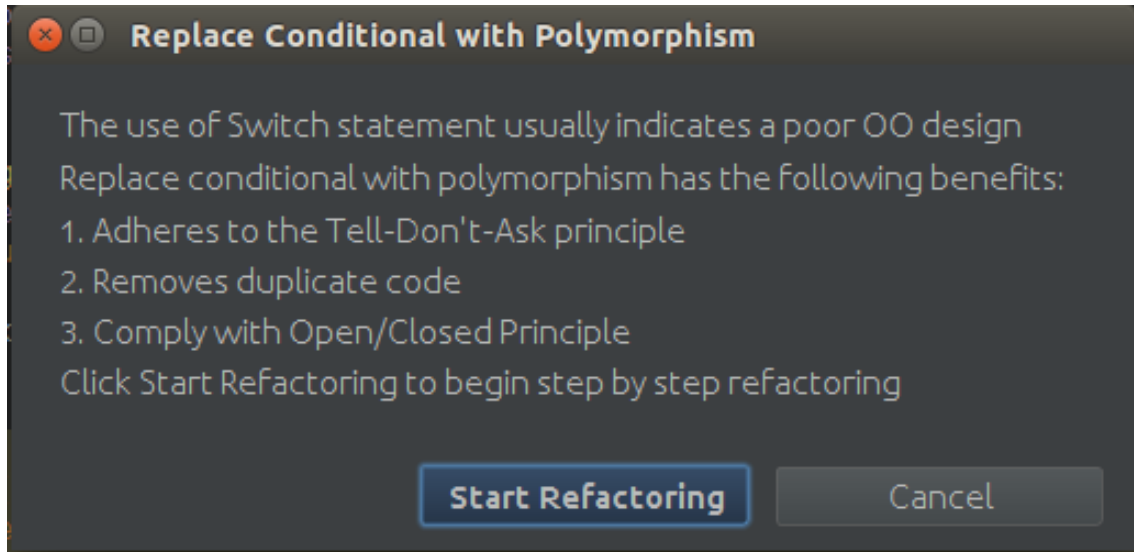 Replace Conditional with Polymorphism
The use of Switch statement usually indicates a poor OO design
Replace conditional with polymorphism has the following benefits:
1. Adheres to the Tell-Don't-Ask principle
2. Removes duplicate code
3. Comply with Open/Closed Principle
Click Start Refactoring to begin step by step refactoring
Start Refactoring
Cancel